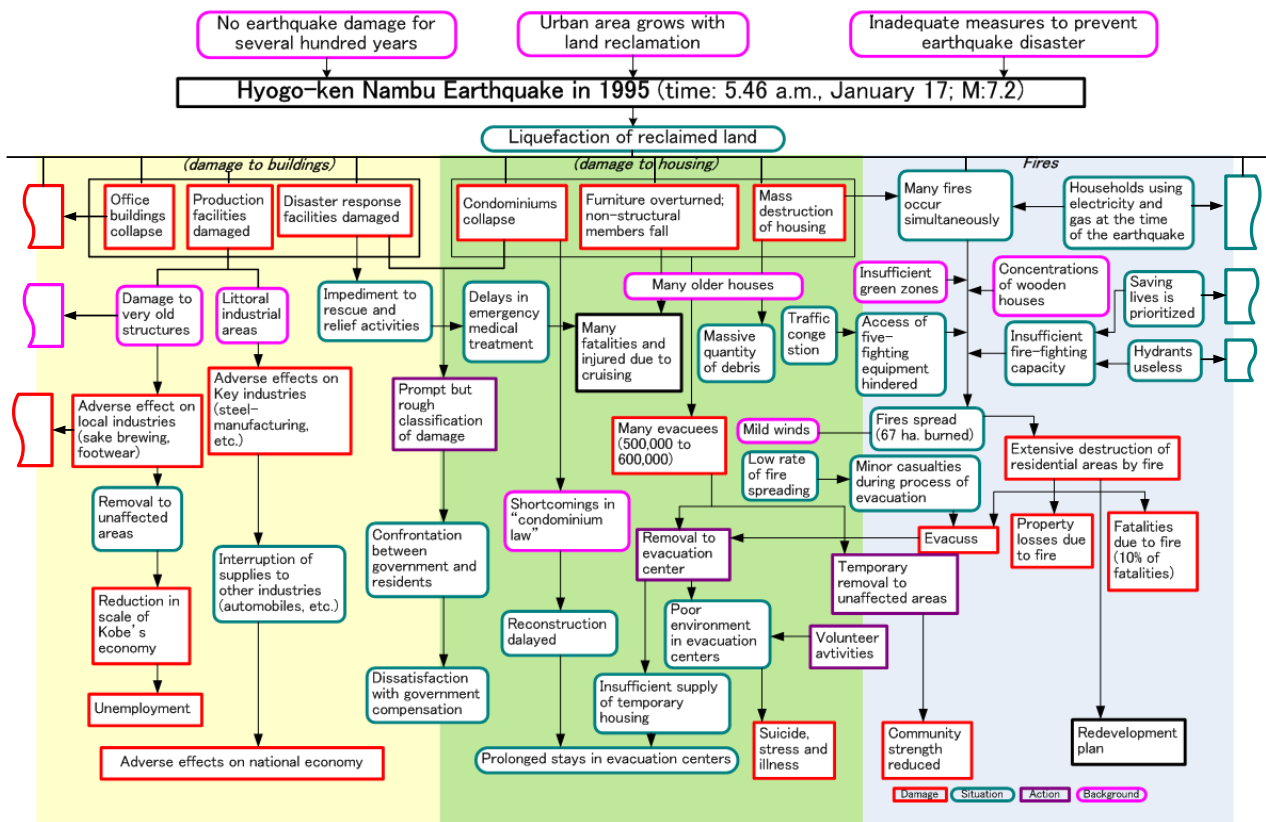 No earthquake damage for
several hundred years
Urban area grows with
land reclamation
Inadequate measures to prevent
earthquake disaster
Hyogo-ken Nambu Earthquake in 1995 (time: 5.46 a.m., January 17; M:7.2)
Liquefaction of reclaimed land
(damage to buildings)
(damage to housing)
Fires
Office
buildings
collapse
Production
facilities
damaged
Disaster response
facilities damaged
Condominiums
collapse
Furniture overturned;
non-structural
members fall
Mass
destruction
of housing
Many fires
occur
simultaneously
Households using
electricity and
gas at the time
of the earthquake
Damage to
very old
structures
Littoral
industrial
areas
Impediment to
rescue and
relief activities
Delays in
emergency
medical
treatment
Many older houses
Many
fatalities and
injured due to
cruising
Massive
quantity
of debris
Traffic
conge
stion
Insufficient
green zones
Concentrations
of wooden
houses
Saving
lives is
prioritized
Access of
five-
fighting
equipment
hindered
Insufficient
fire-fighting
capacity
Hydrants
useless
Adverse effect on
local industries
(sake brewing,
footwear)
Adverse effects on
Key industries
(steel-
manufacturing,
etc.)
Prompt but
rough
classification
of damage
Many evacuees
(500,000 to
600,000)
Mild winds
Fires spread
(67 ha. burned)
Extensive destruction of
residential areas by fire
Low rate
of fire
spreading
Minor casualties
during process of
evacuation
Removal to
unaffected
areas
Shortcomings in
"condominium
law"
Confrontation
between
government and
residents
Removal to
evacuation
center
Evacuss
Property
losses due
to fire
Fatalities
due to fire
(10% of
fatalities)
Interruption of
supplies to
other industries
(automobiles, etc.)
Temporary
removal to
unaffected areas
Reduction in
scale of
Kobe's
economy
Reconstruction
dalayed
Poor
environment
in evacuation
centers
Volunteer
avtivities
Dissatisfaction
with government
compensation
Insufficient supply
of temporary
housing
Unemployment
Adverse effects on national economy
Prolonged stays in evacuation centers
Suicide,
stress and
illness
Community
strength
reduced
Redevelopment
plan
Damage
Situation
Action
Background